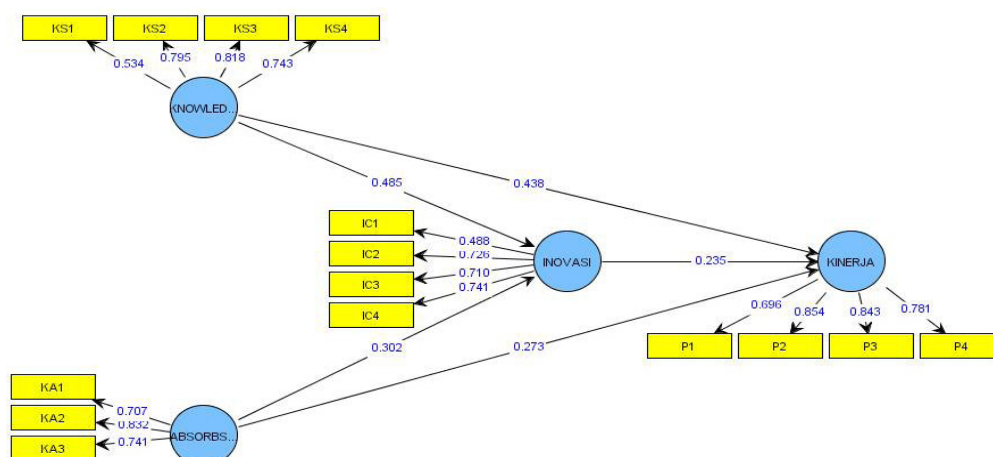 KS1 KS2 KS3 KS4
0.534 0.795 0.818 0.743
KNOWLED...
0.485
0.438
IC1
IC2
IC3
IC4
0.488
0.726
0.710
0.741
INOVASI
0.235
KINERJA
0.696 0.854 0.843 0.781
P1 P2 P3 P4
0.302
0.273
KA1
KA2
KA3
0.707
0.832
0.741
ABSORBS...